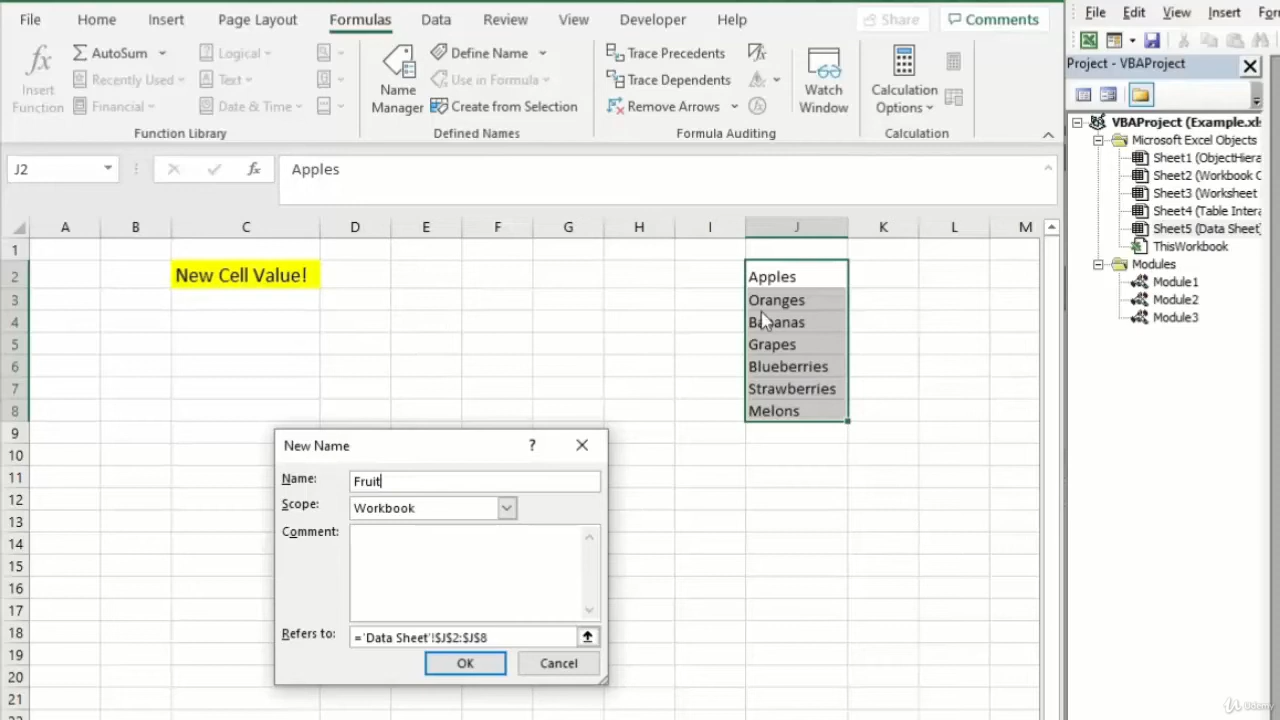 File Home Insert Page Layout Formulas Data Review View Developer Help Share Comments
Insert Function
AutoSum
Recently Used
Financial
Logical
Text
Date & Time
Function Library
Name Manager
Define Name
Use in Formula
Create from Selection
Defined Names
Trace Precedents
Trace Dependents
Remove Arrows
Formula Auditing
Watch Window
Calculation Options
Calculation
J2
fx
Apples
A B C D E F G H I J K L M
1
2 New Cell Value! Apples
3 Oranges
4 Bananas
5 Grapes
6 Blueberries
7 Strawberries
8 Melons
9
10
11
12
13
14
15
16
17
18
19
20
21
New Name ?
Name: Fruit
Scope: Workbook
Comment:
Refers to: ='Data Sheet'!$J$2:$J$8
OK Cancel
File Edit View Insert
Project - VBAProject
VBAProject (Example.xls
Microsoft Excel Objects
Sheet1 (ObjectHiera
Sheet2 (Workbook
Sheet3 (Worksheet
Sheet4 (Table Intera
Sheet5 (Data Sheet)
ThisWorkbook
Modules
Module1
Module2
Module3
Udemy